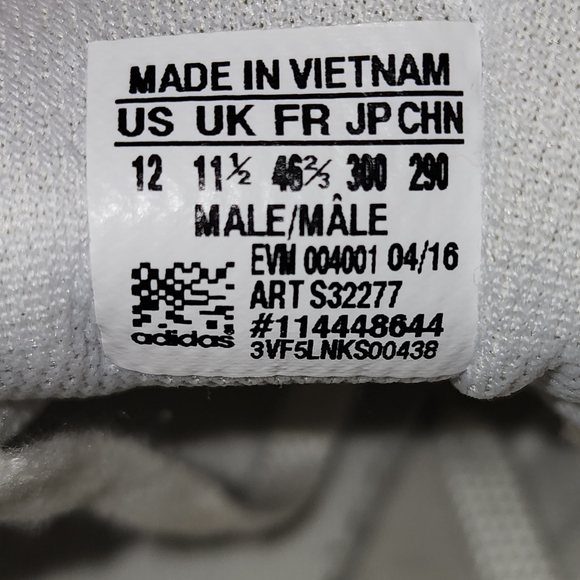 MADE IN VIETNAM
US UK FR JP CHN
12 11½ 46⅔ 300 290
MALE/MÂLE
EVM 004001 04/16
ART S32277
#114448644
3VF5LNKS00438
adidas